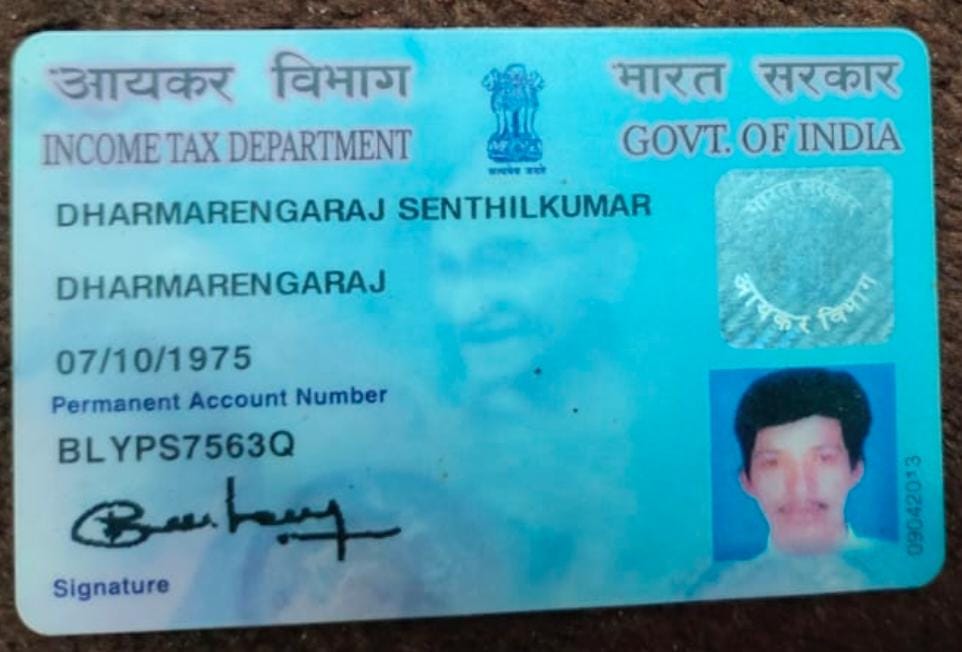 आयकर विभाग
भारत सरकार
INCOME TAX DEPARTMENT
GOVT. OF INDIA
सत्यमेव जयते
DHARMARENGARAJ SENTHILKUMAR
भारत सरकार
आयकर विभाग
DHARMARENGARAJ
07/10/1975
Permanent Account Number
BLYPS7563Q
09042013
Signature